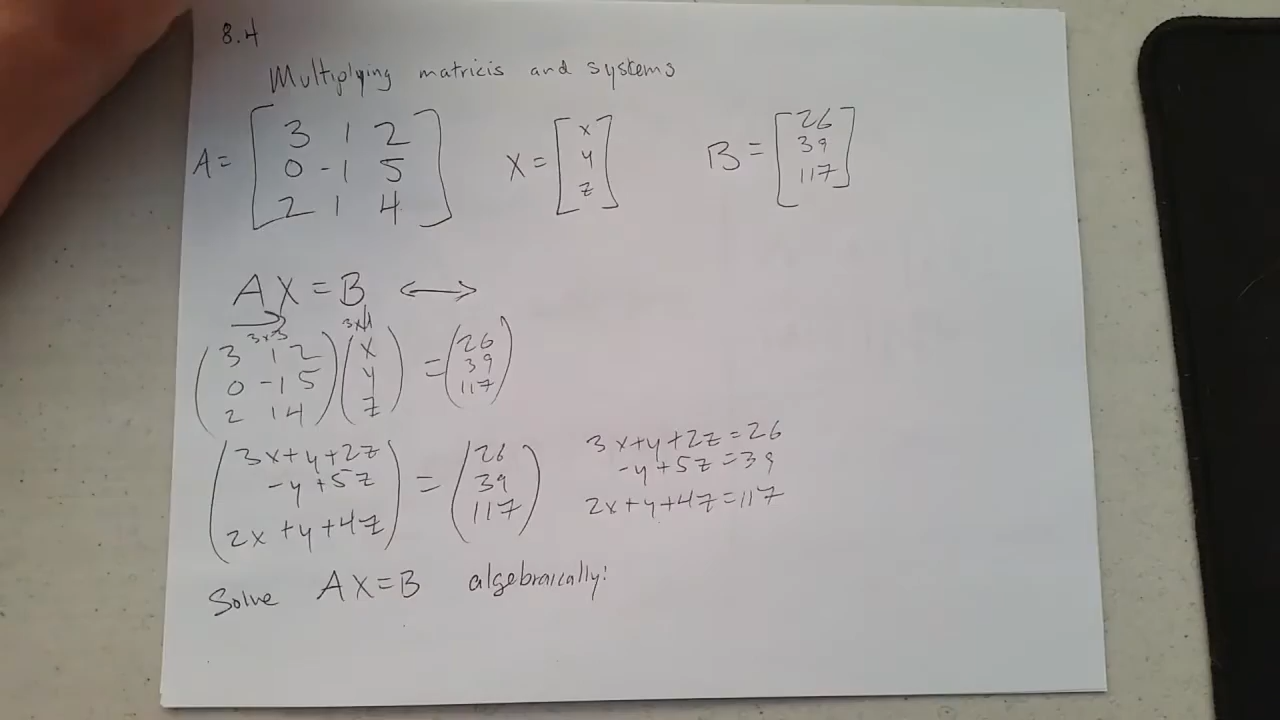 8.4
Multiplying matricis and systems
A = [ 3 1 2 X = [ x B = [ 26
0 -1 5 y 39
2 1 4 ] z ] 117 ]
AX = B ⟷
3x3 3x1
( 3 1 2 ) ( x ) = ( 26 )
0 -1 5 y 39
2 1 4 z 117
( 3x+y+2z ) = ( 26 ) 3x+y+2z=26
-y+5z 39 -y+5z=39
2x+y+4z 117 2x+y+4z=117
Solve AX=B algebraically: